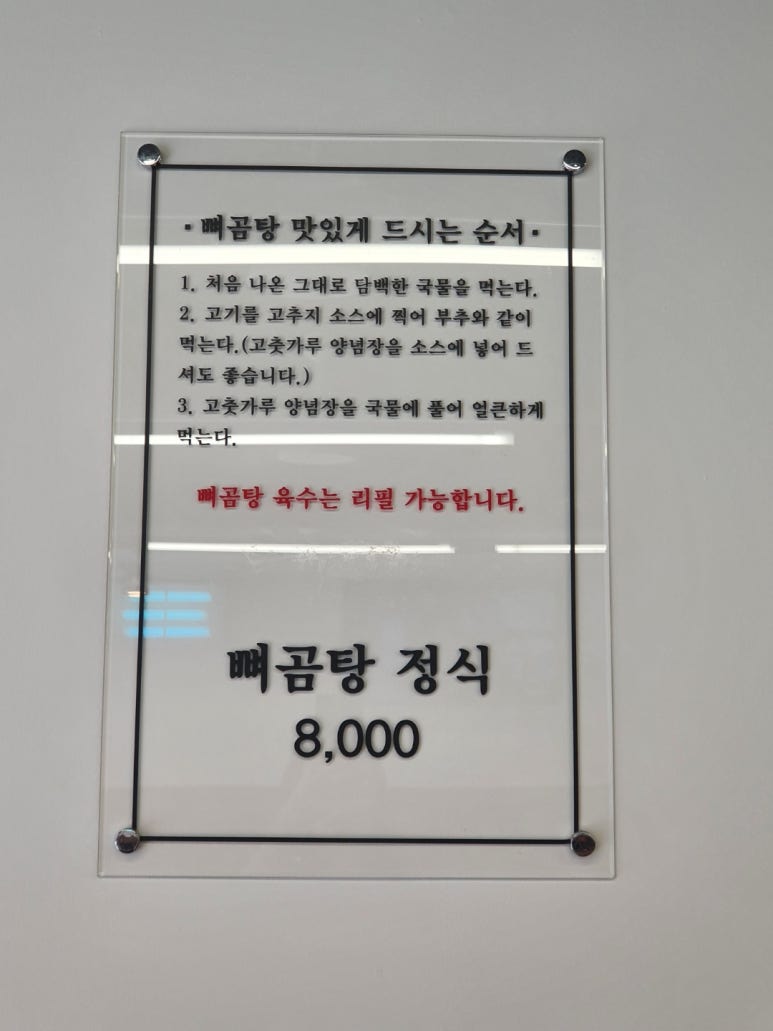 ·뼈곰탕 맛있게 드시는 순서·
1. 처음 나온 그대로 담백한 국물을 먹는다.
2. 고기를 고추지 소스에 찍어 부추와 같이
먹는다.(고춧가루 양념장을 소스에 넣어 드
셔도 좋습니다.)
3. 고춧가루 양념장을 국물에 풀어 얼큰하게
먹는다.
뼈곰탕 육수는 리필 가능합니다.
뼈곰탕 정식
8,000